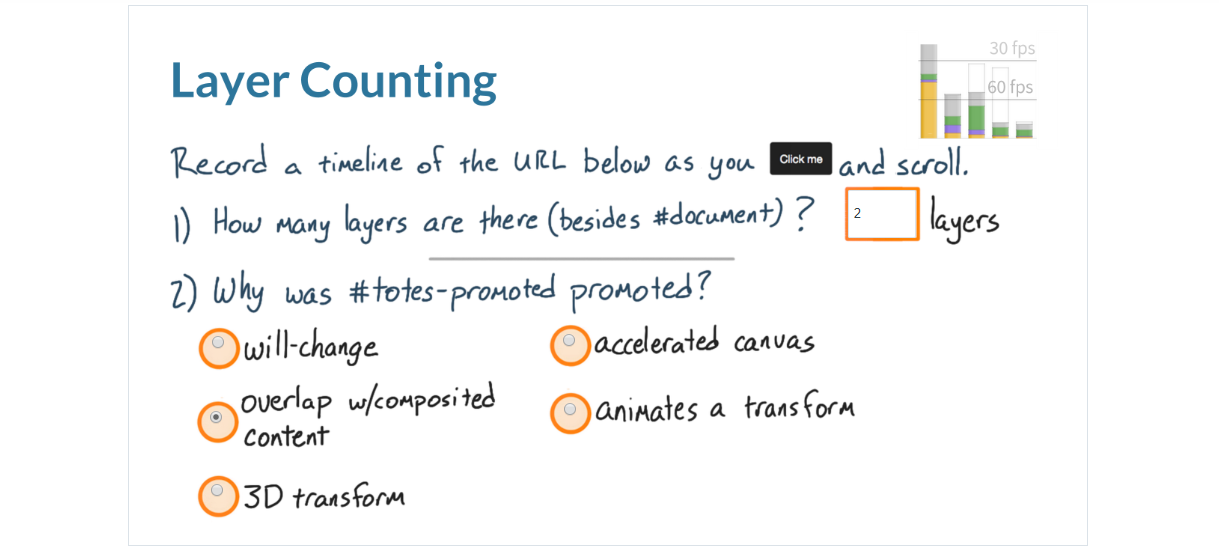 30 fps
Layer Counting
60 fps
Record a timeline of the URL below as you Click me and scroll.
1) How many layers are there (besides #document)? 2 layers
2) Why was #totes-promoted promoted?
will-change
accelerated canvas
overlap w/composited
content
animates a transform
3D transform